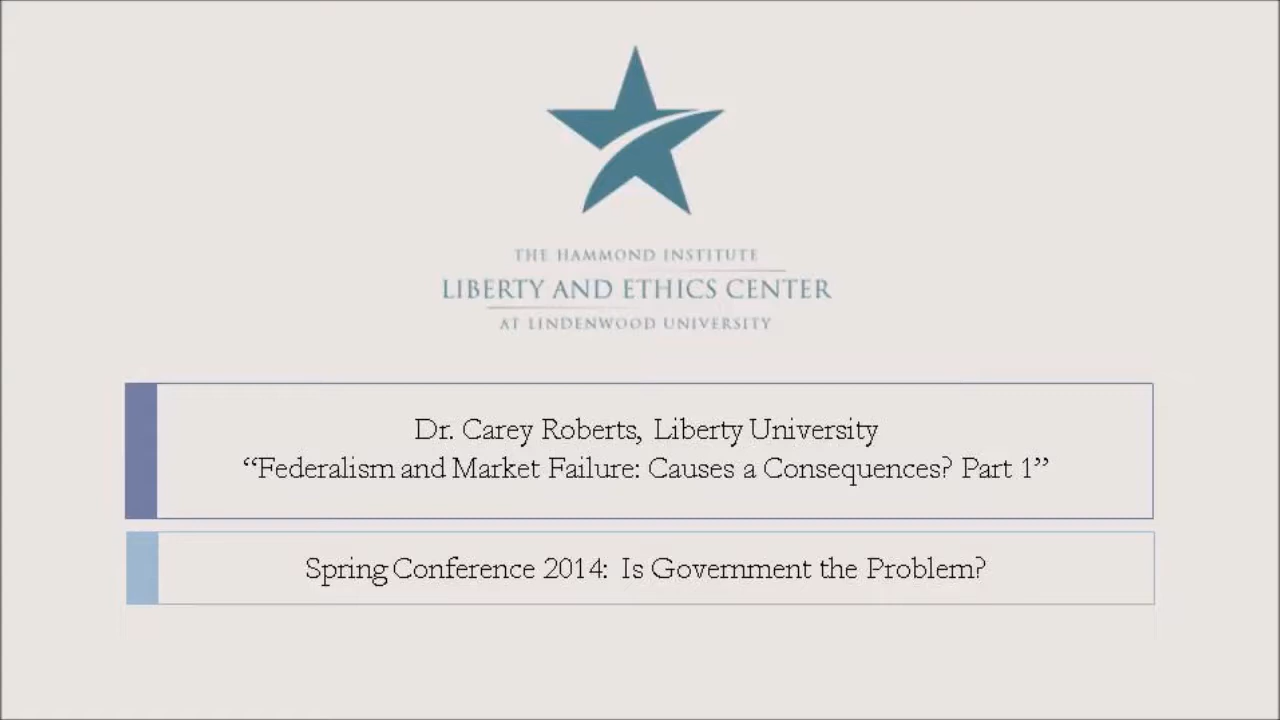 THE HAMMOND INSTITUTE
LIBERTY AND ETHICS CENTER
AT LINDENWOOD UNIVERSITY
Dr. Carey Roberts, Liberty University
“Federalism and Market Failure: Causes a Consequences? Part 1”
Spring Conference 2014: Is Government the Problem?